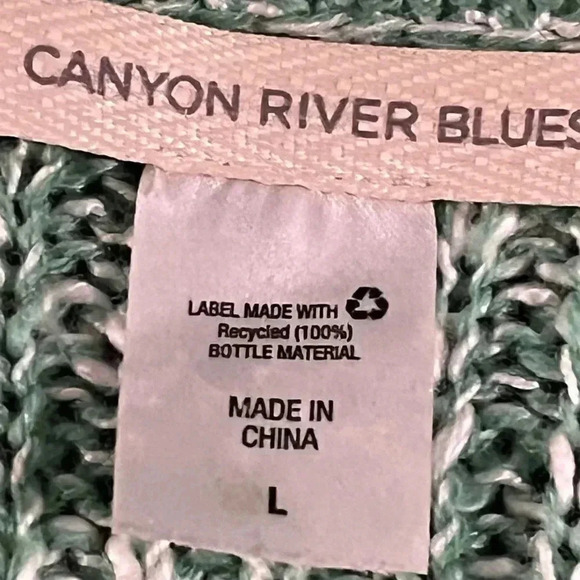 CANYON RIVER BLUES
LABEL MADE WITH
Recycled (100%)
BOTTLE MATERIAL
MADE IN
CHINA
L